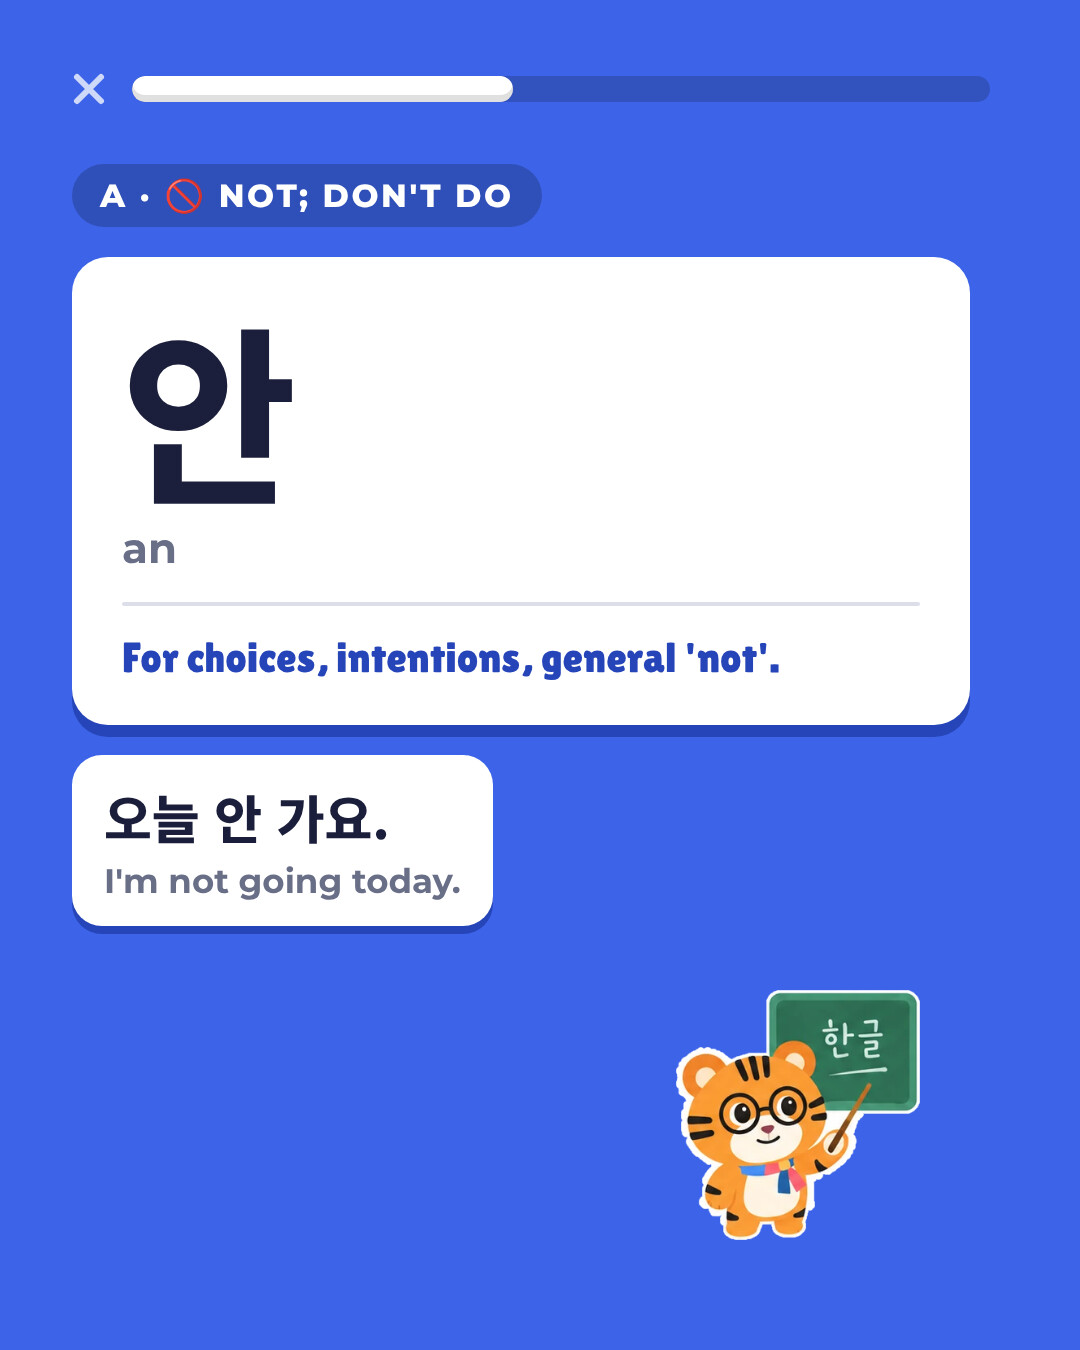 A · 🚫 NOT; DON'T DO
안
an
For choices, intentions, general 'not'.
오늘 안 가요.
I'm not going today.
한글